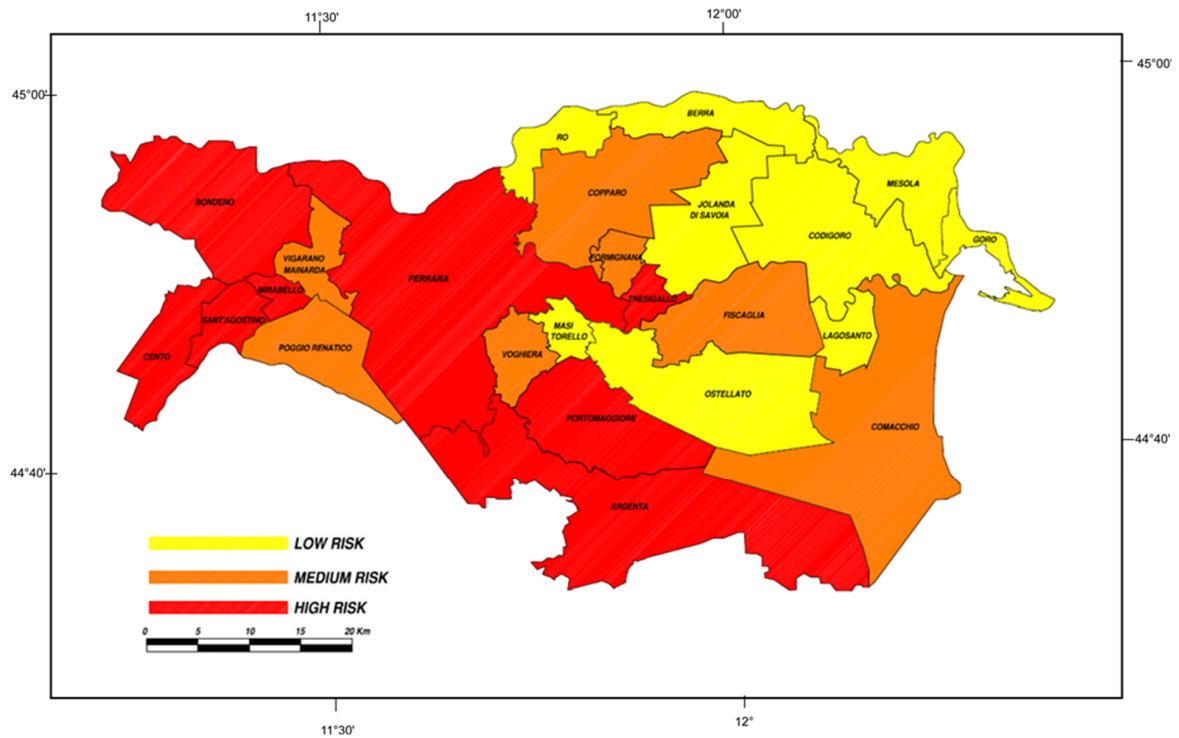 11°30'
12°00'
45°00'
45°00'
BERRA
RO
MESOLA
COPPARO
BONDENO
JOLANDA
DI SAVOIA
CODIGORO
GORO
VIGARANO
MAINARDA
FORMIGNANA
FERRARA
MIRABELLO
TRESIGALLO
SANT'AGOSTINO
FISCAGLIA
MASI
TORELLO
LAGOSANTO
POGGIO RENATICO
VOGHIERA
CENTO
OSTELLATO
PORTOMAGGIORE
COMACCHIO
44°40'
44°40'
ARGENTA
LOW RISK
MEDIUM RISK
HIGH RISK
0 5 10 15 20 Km
11°30'
12°